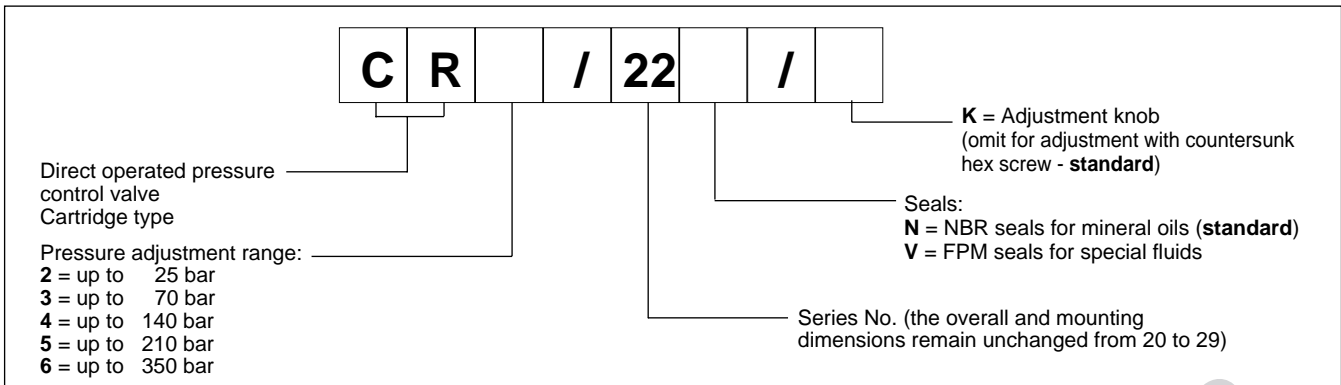 C R / 22 /
K = Adjustment knob
(omit for adjustment with countersunk
hex screw - standard)
Direct operated pressure
control valve
Cartridge type
Seals:
N = NBR seals for mineral oils (standard)
V = FPM seals for special fluids
Pressure adjustment range:
2 = up to 25 bar
3 = up to 70 bar
4 = up to 140 bar
5 = up to 210 bar
6 = up to 350 bar
Series No. (the overall and mounting
dimensions remain unchanged from 20 to 29)